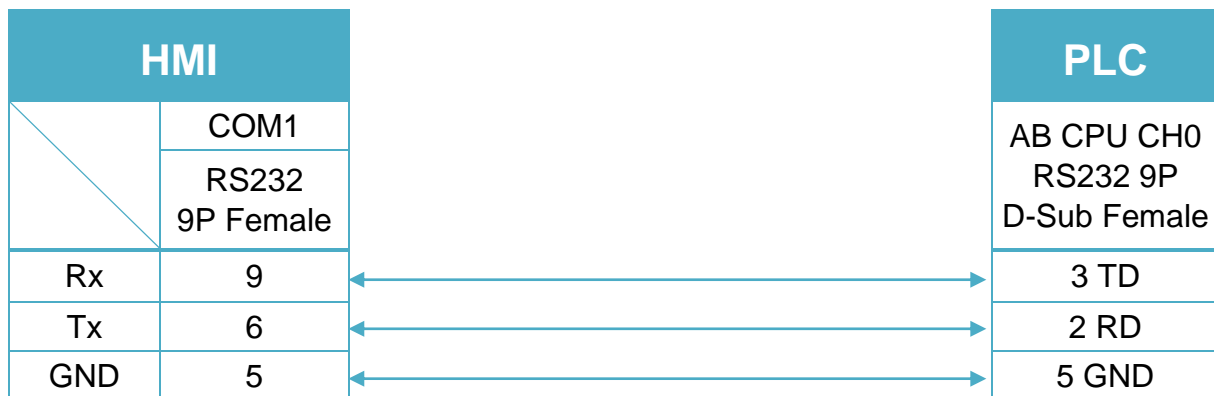 HMI
PLC
COM1
RS232
9P Female
AB CPU CH0
RS232 9P
D-Sub Female
Rx 9 3 TD
Tx 6 2 RD
GND 5 5 GND